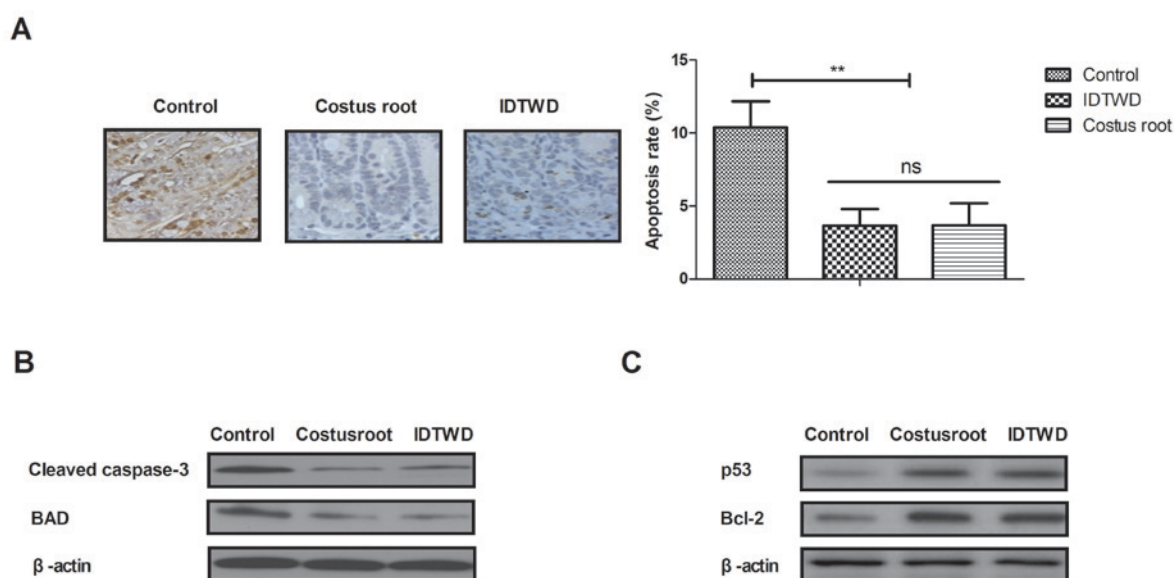 A
Control
Costus root
IDTWD
Apoptosis rate (%)
15
10
5
0
**
ns
Control
IDTWD
Costus root
B
Control Costusroot IDTWD
Cleaved caspase-3
BAD
β -actin
C
Control Costusroot IDTWD
p53
Bcl-2
β -actin